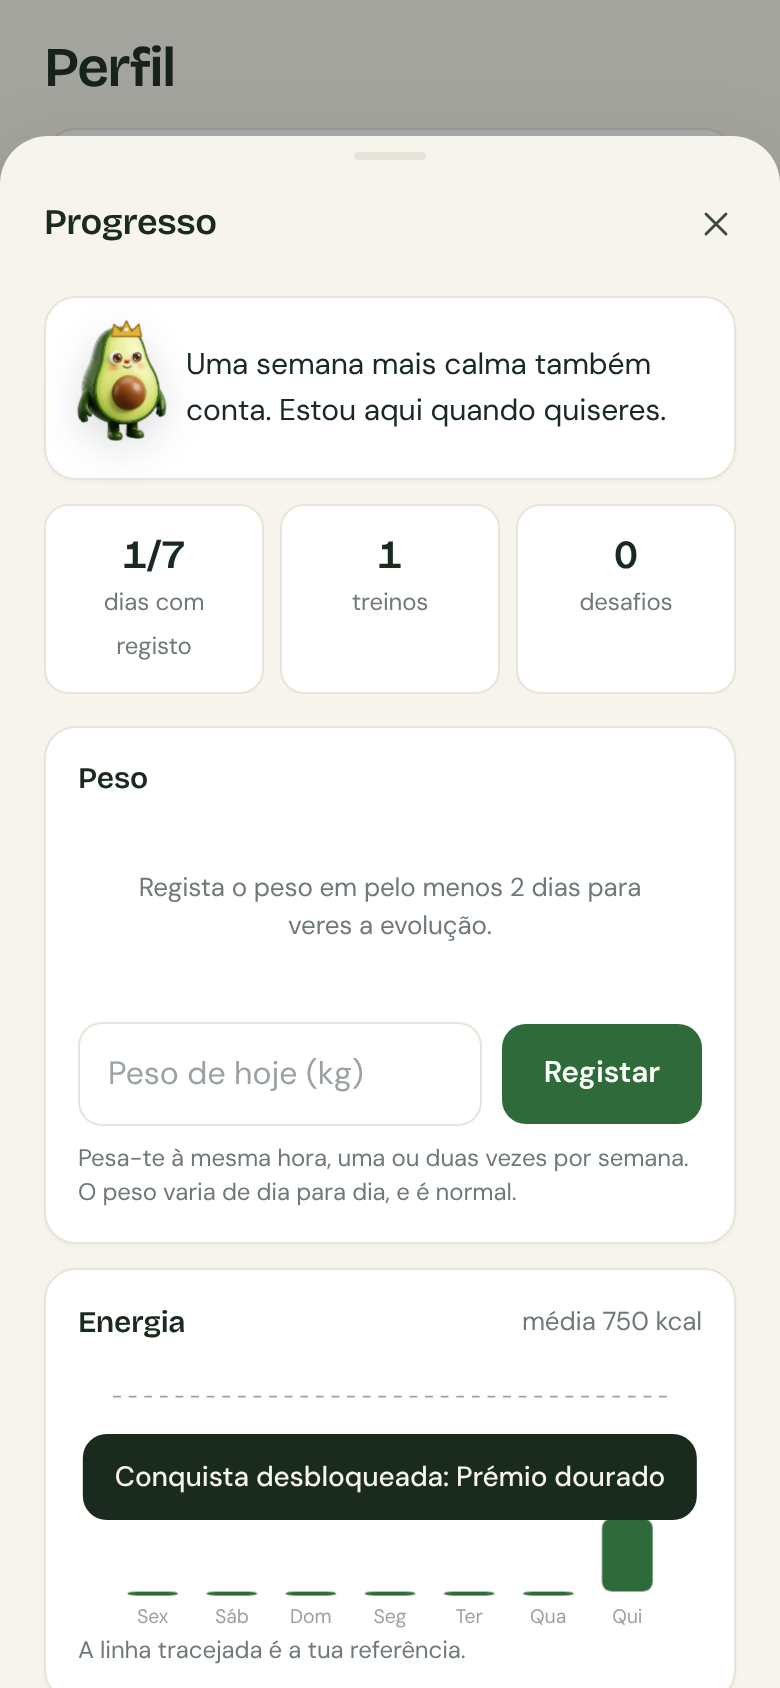 Perfil
Progresso
Uma semana mais calma também
conta. Estou aqui quando quiseres.
1/7
dias com
registo
1
treinos
0
desafios
Peso
Regista o peso em pelo menos 2 dias para
veres a evolução.
Peso de hoje (kg)
Registar
Pesa-te à mesma hora, uma ou duas vezes por semana.
O peso varia de dia para dia, e é normal.
Energia
média 750 kcal
Conquista desbloqueada: Prémio dourado
Sex
Sáb
Dom
Seg
Ter
Qua
Qui
A linha tracejada é a tua referência.